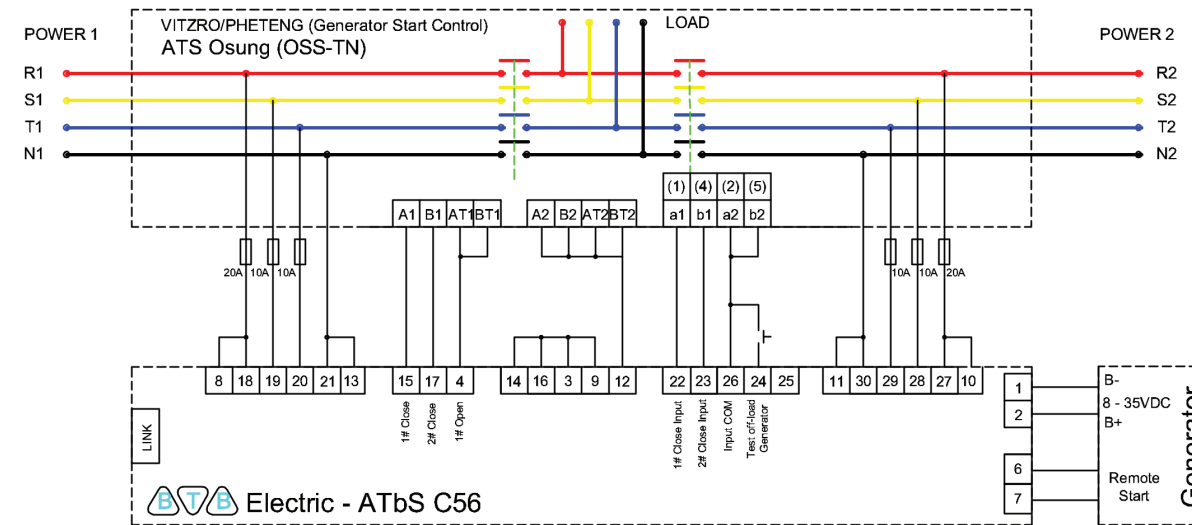 VITZRO/PHETENG (Generator Start Control)
LOAD
POWER 1
POWER 2
ATS Osung (OSS-TN)
R1
R2
S1
S2
T1
T2
N1
N2
(1) (4) (2) (5)
A1 B1 AT1 BT1
A2 B2 AT2 BT2
a1 b1 a2 b2
20A 10A 10A
10A 10A 20A
8 18 19 20 21 13
15 17 4
14 16 3 9 12
22 23 26 24 25
11 30 29 28 27 10
1# Close
2# Close
1# Open
1# Close Input
2# Close Input
Input COM
Test off-load
Generator
1
2
6
7
B-
8 - 35VDC
B+
Remote
Start
Generator
LINK
BTB Electric - ATbS C56